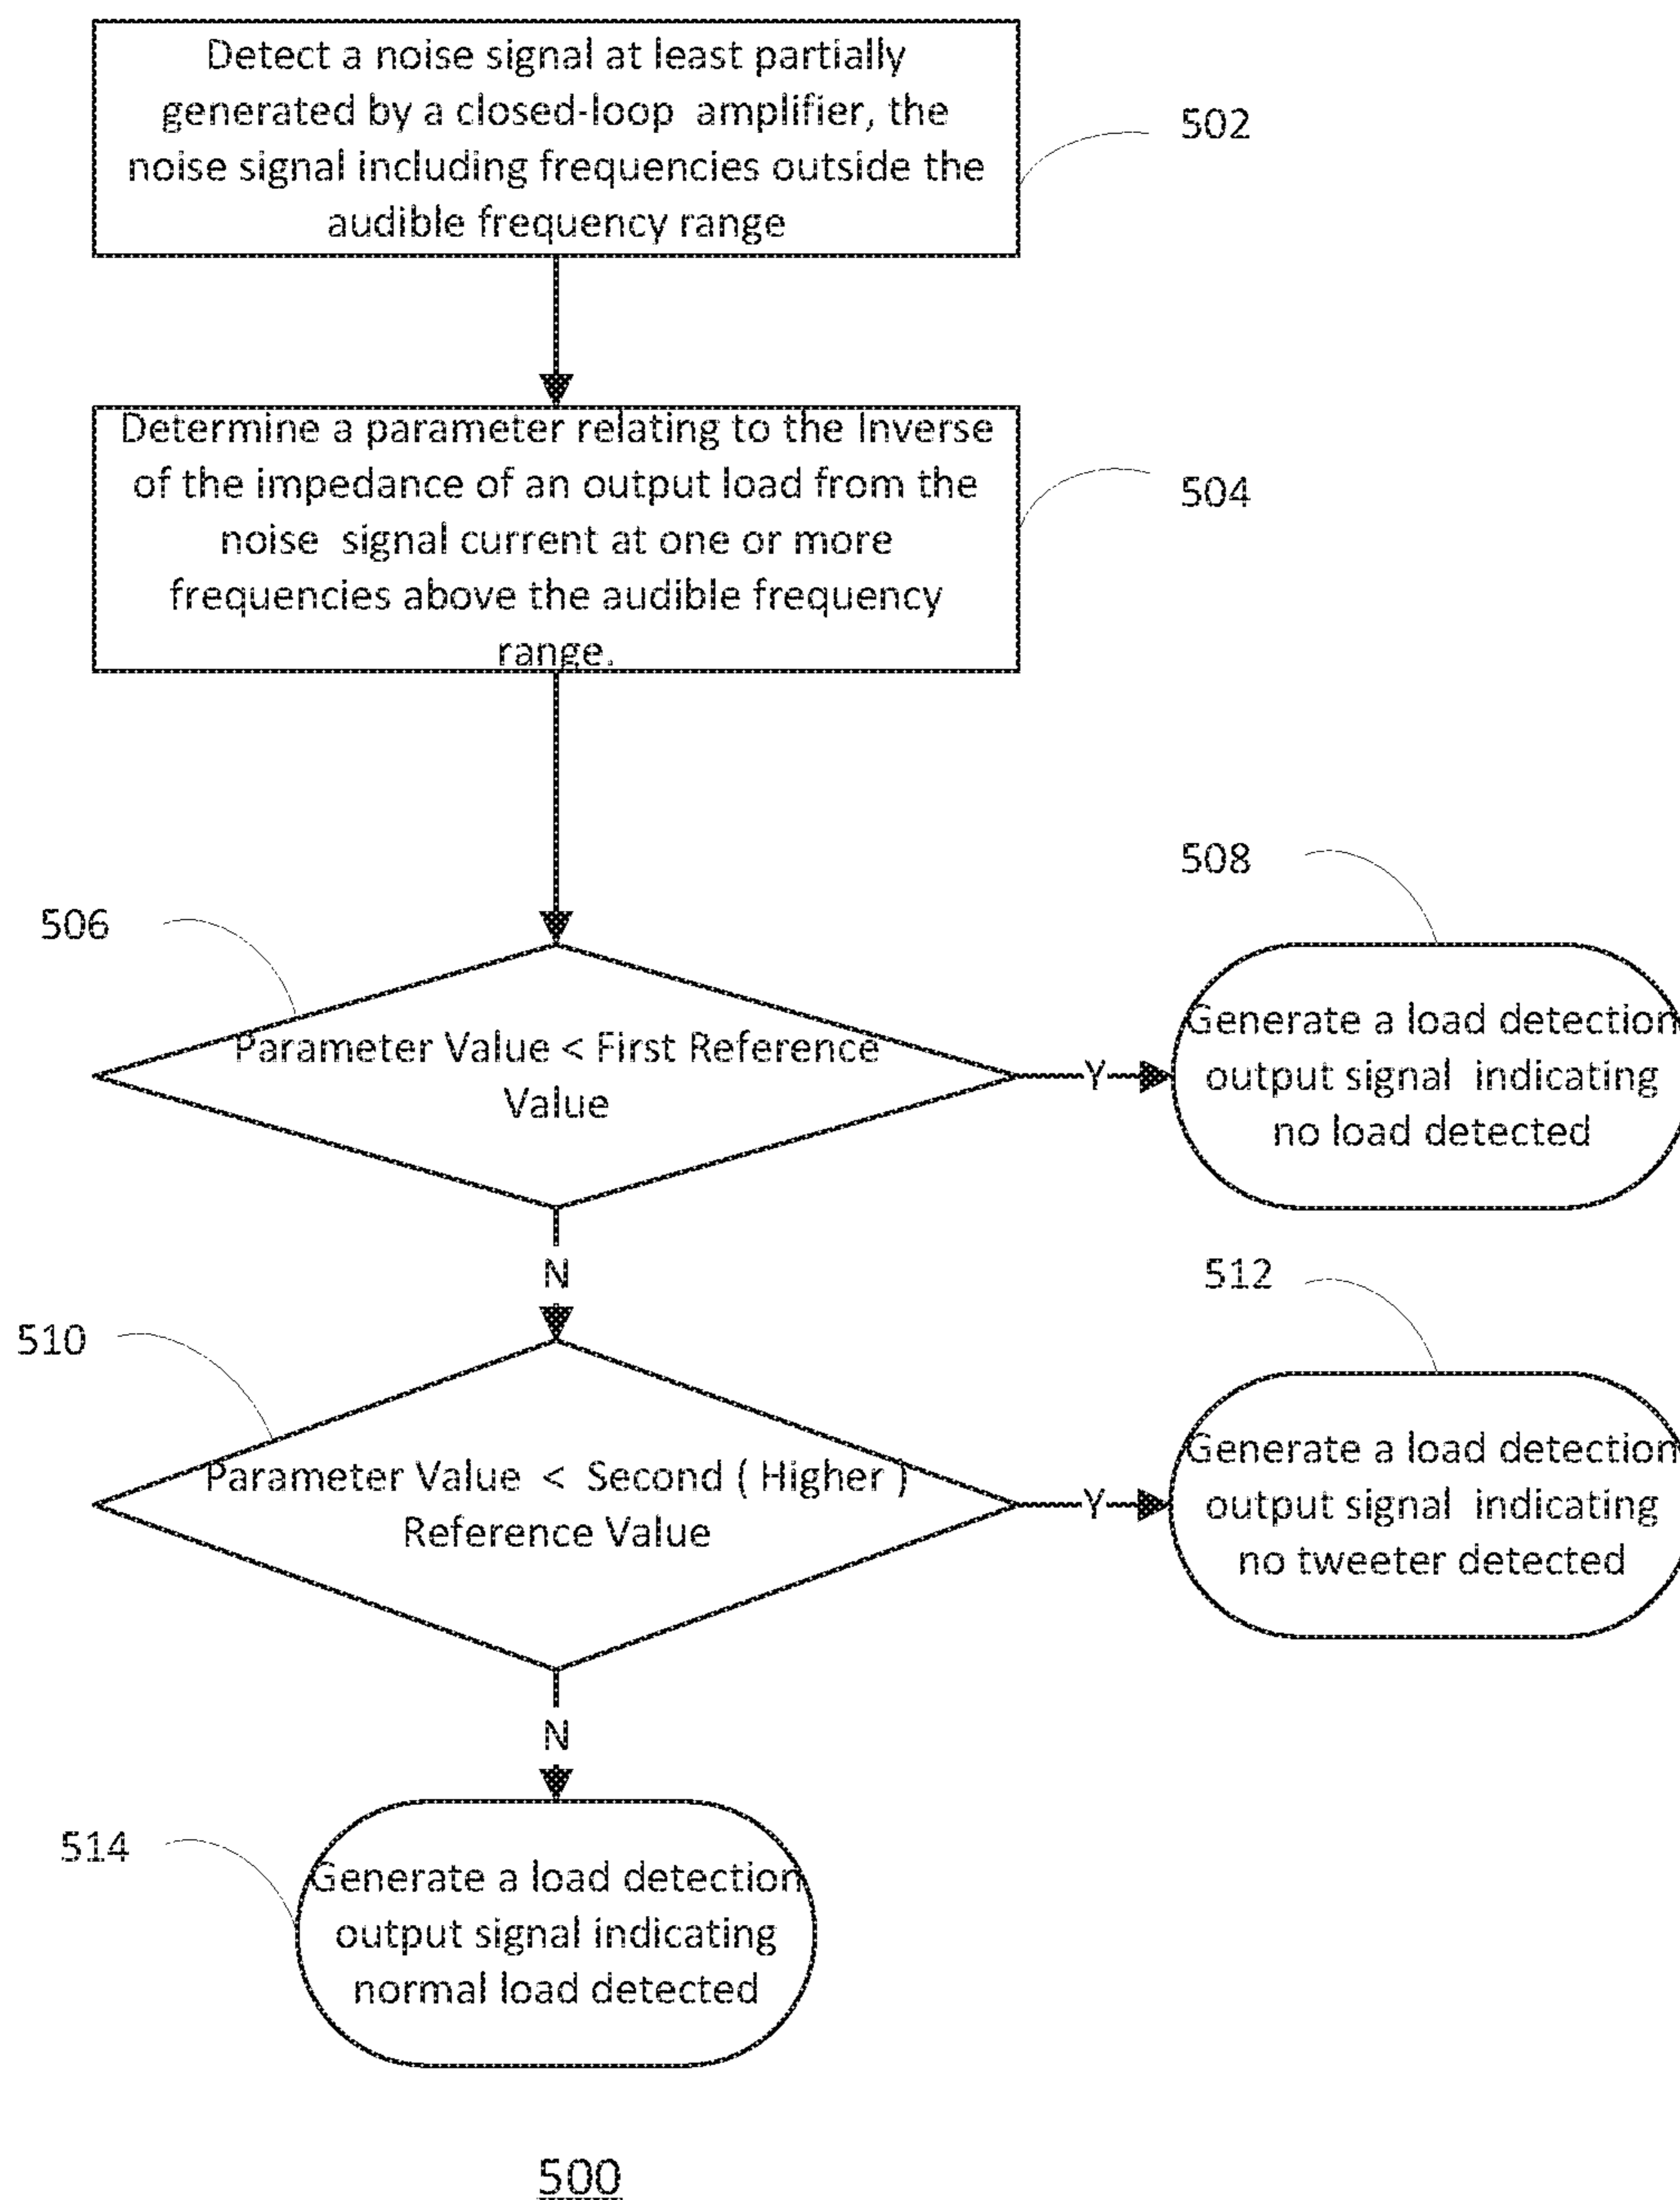 Detect a noise signal at least partially
generated by a closed-loop amplifier, the
noise signal including frequencies outside the
audible frequency range
502
Determine a parameter relating to the Inverse
of the impedance of an output load from the
noise signal current at one or more
frequencies above the audible frequency
range.
504
506
Parameter Value < First Reference
Value
Y
508
Generate a load detection
output signal indicating
no load detected
N
510
Parameter Value < Second ( Higher )
Reference Value
Y
512
Generate a load detection
output signal indicating
no tweeter detected
N
514
Generate a load detection
output signal indicating
normal load detected
500